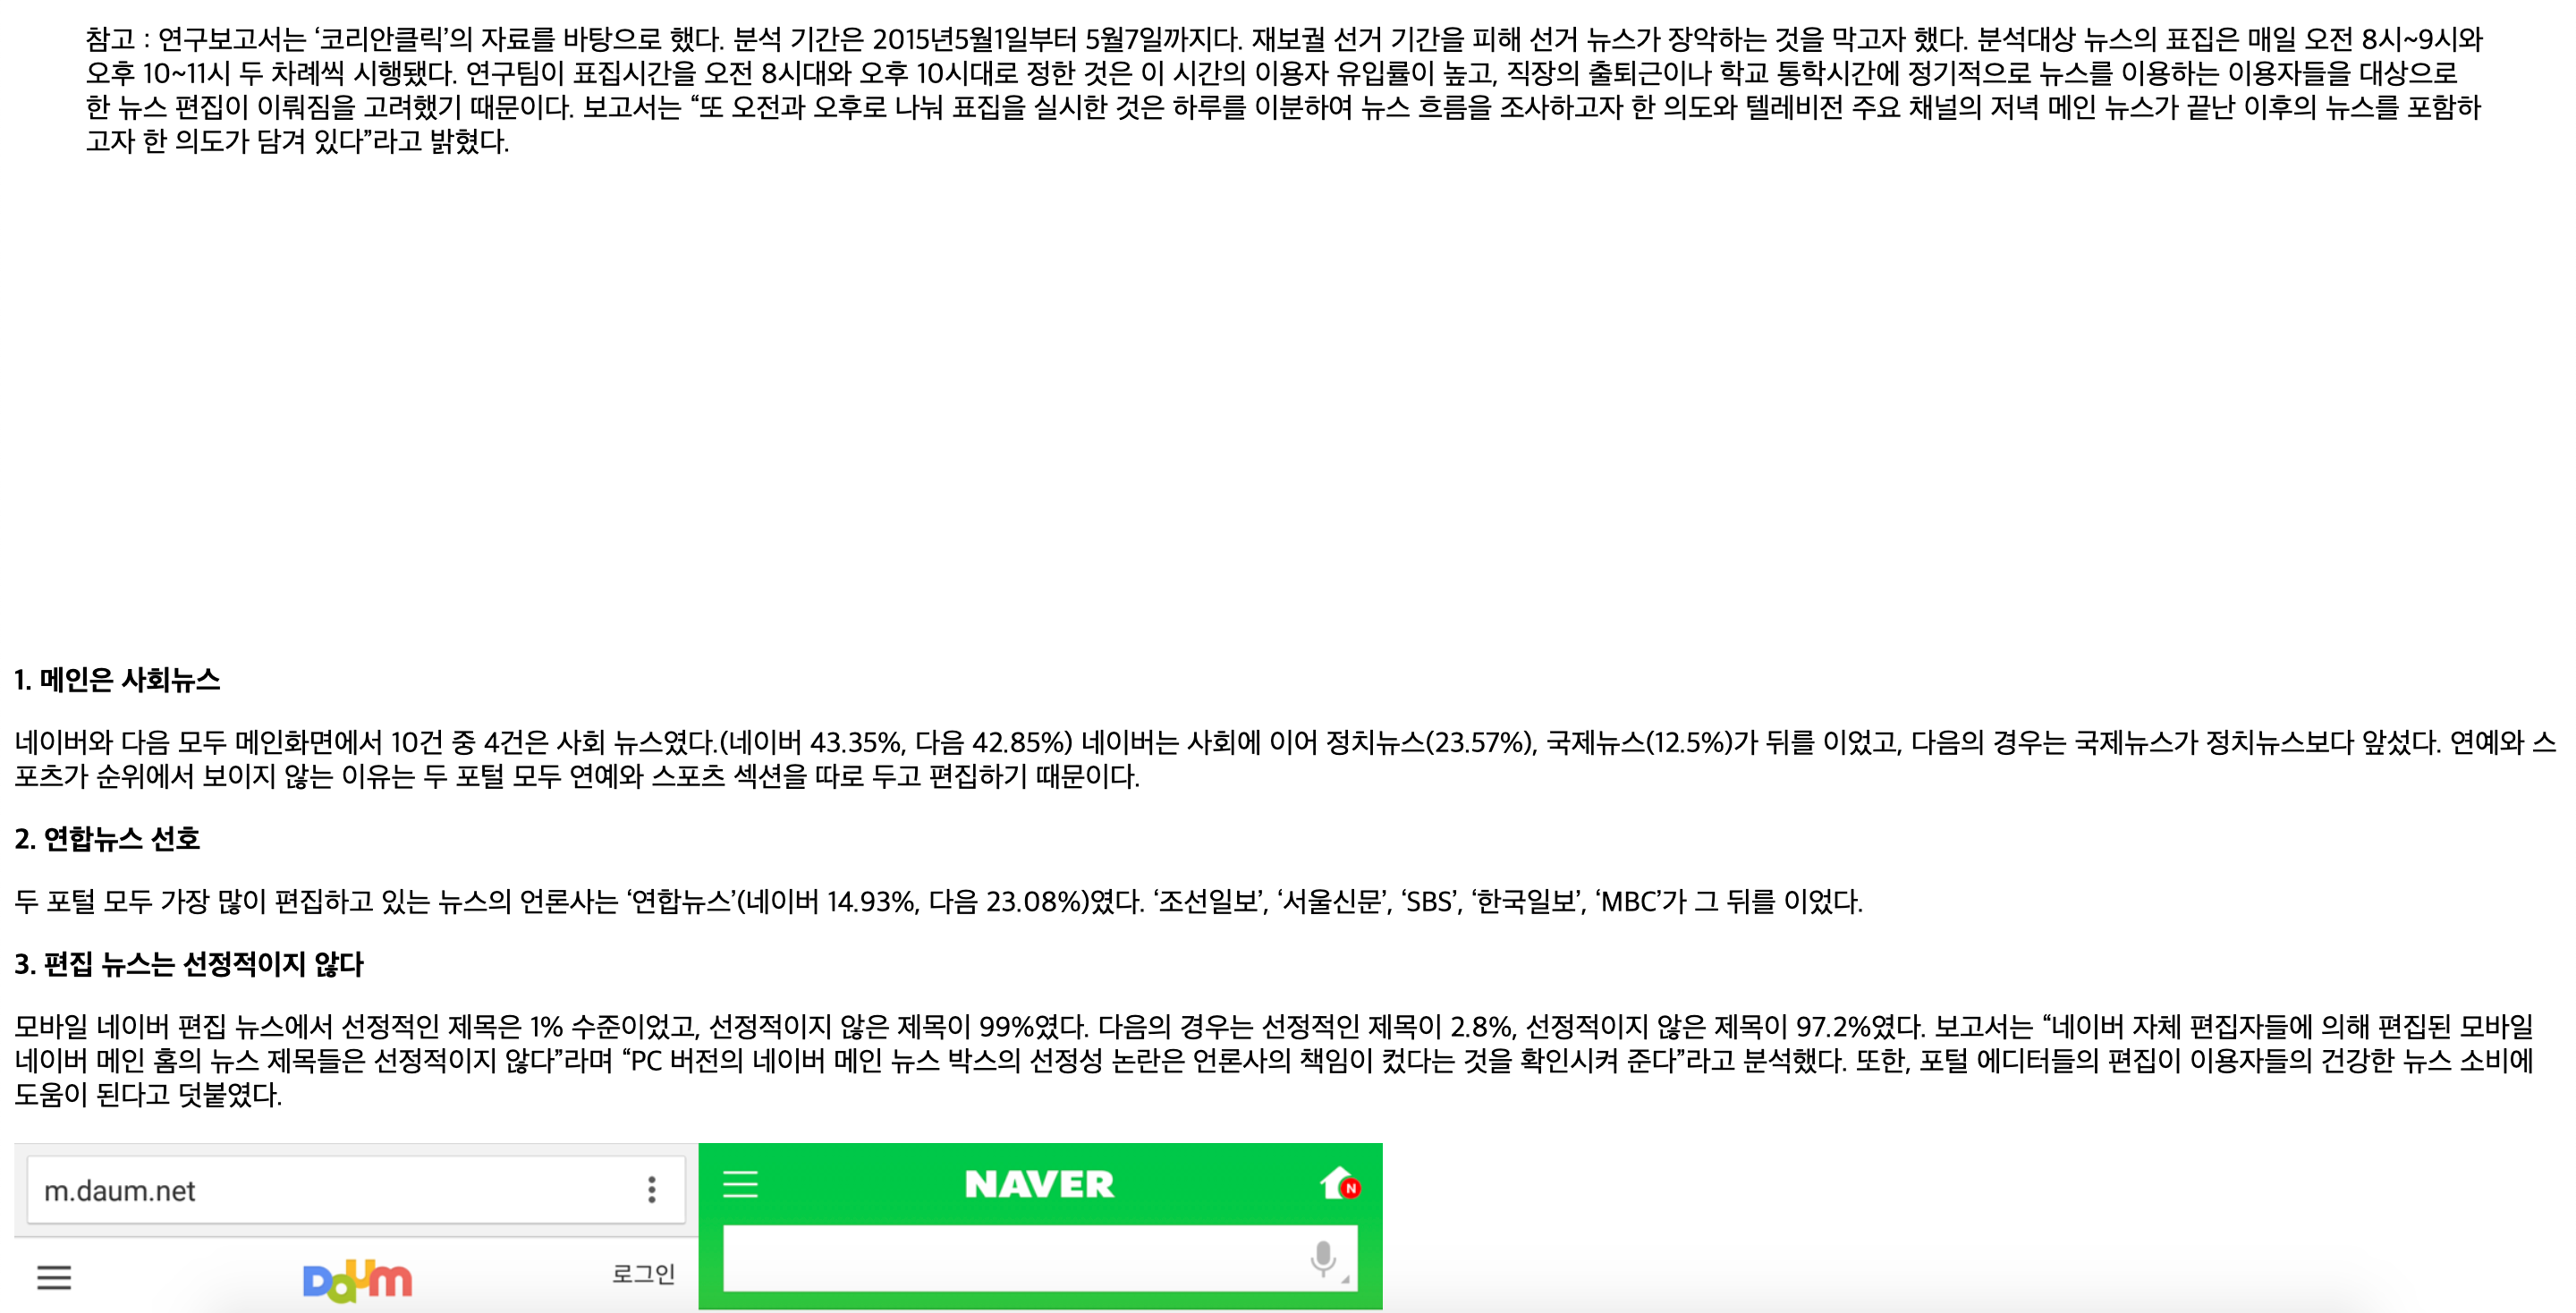 참고 : 연구보고서는 ‘코리안클릭’의 자료를 바탕으로 했다. 분석 기간은 2015년5월1일부터 5월7일까지다. 재보궐 선거 기간을 피해 선거 뉴스가 장악하는 것을 막고자 했다. 분석대상 뉴스의 표집은 매일 오전 8시~9시와
오후 10~11시 두 차례씩 시행됐다. 연구팀이 표집시간을 오전 8시대와 오후 10시대로 정한 것은 이 시간의 이용자 유입률이 높고, 직장의 출퇴근이나 학교 통학시간에 정기적으로 뉴스를 이용하는 이용자들을 대상으로
한 뉴스 편집이 이뤄짐을 고려했기 때문이다. 보고서는 “또 오전과 오후로 나눠 표집을 실시한 것은 하루를 이분하여 뉴스 흐름을 조사하고자 한 의도와 텔레비전 주요 채널의 저녁 메인 뉴스가 끝난 이후의 뉴스를 포함하
고자 한 의도가 담겨 있다”라고 밝혔다.
1. 메인은 사회뉴스
네이버와 다음 모두 메인화면에서 10건 중 4건은 사회 뉴스였다.(네이버 43.35%, 다음 42.85%) 네이버는 사회에 이어 정치뉴스(23.57%), 국제뉴스(12.5%)가 뒤를 이었고, 다음의 경우는 국제뉴스가 정치뉴스보다 앞섰다. 연예와 스
포츠가 순위에서 보이지 않는 이유는 두 포털 모두 연예와 스포츠 섹션을 따로 두고 편집하기 때문이다.
2. 연합뉴스 선호
두 포털 모두 가장 많이 편집하고 있는 뉴스의 언론사는 ‘연합뉴스’(네이버 14.93%, 다음 23.08%)였다. ‘조선일보’, ‘서울신문’, ‘SBS’, ‘한국일보’, ‘MBC’가 그 뒤를 이었다.
3. 편집 뉴스는 선정적이지 않다
모바일 네이버 편집 뉴스에서 선정적인 제목은 1% 수준이었고, 선정적이지 않은 제목이 99%였다. 다음의 경우는 선정적인 제목이 2.8%, 선정적이지 않은 제목이 97.2%였다. 보고서는 “네이버 자체 편집자들에 의해 편집된 모바일
네이버 메인 홈의 뉴스 제목들은 선정적이지 않다”라며 “PC 버전의 네이버 메인 뉴스 박스의 선정성 논란은 언론사의 책임이 컸다는 것을 확인시켜 준다”라고 분석했다. 또한, 포털 에디터들의 편집이 이용자들의 건강한 뉴스 소비에
도움이 된다고 덧붙였다.
m.daum.net
Daum 로그인
NAVER
N